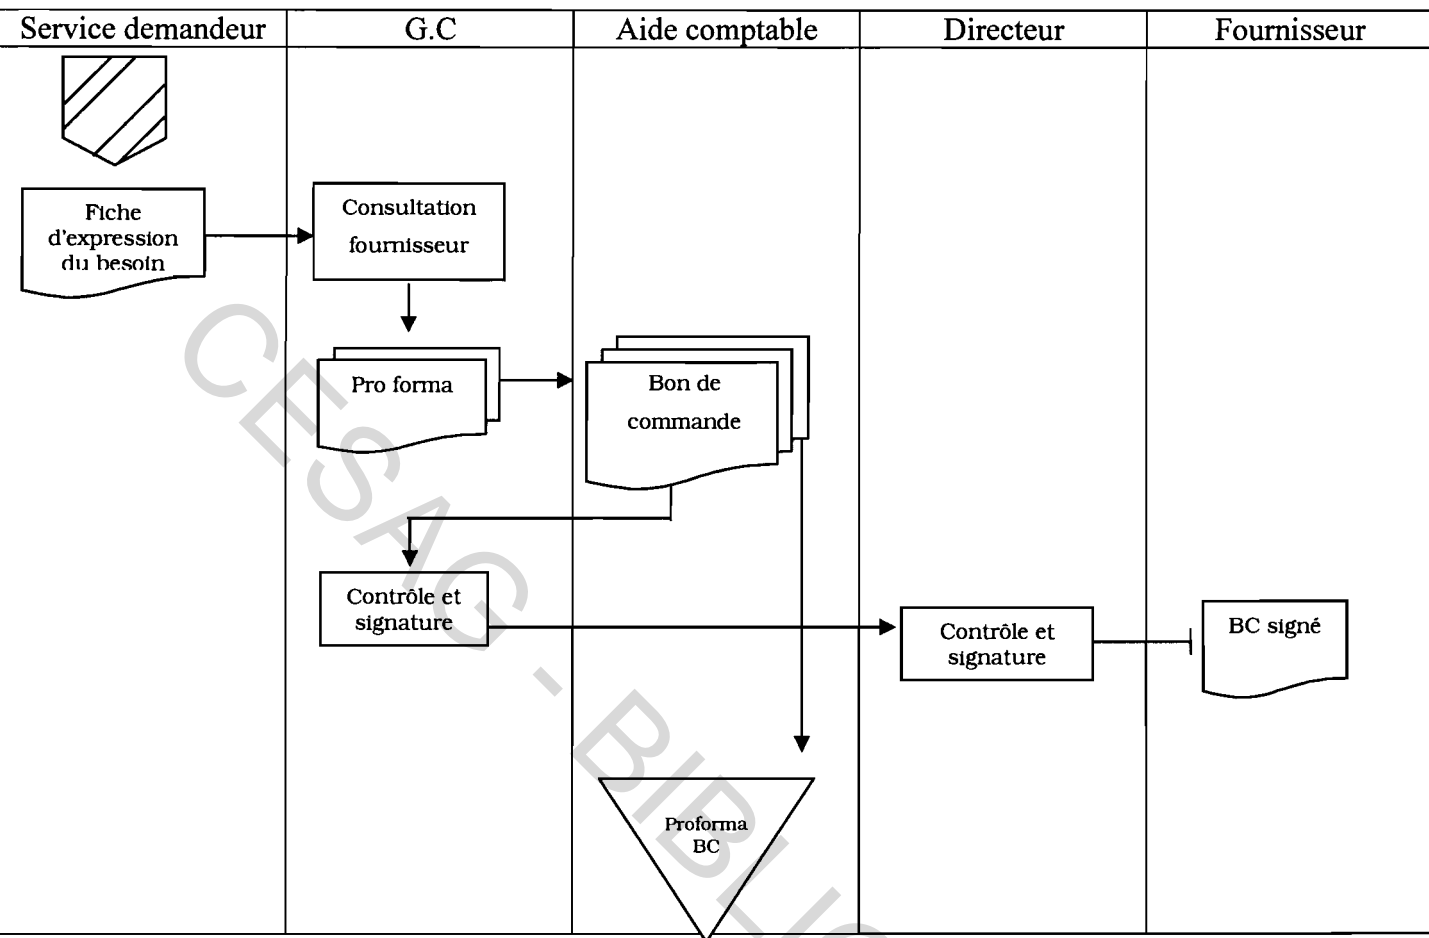 Service demandeur
G.C
Aide comptable
Directeur
Fournisseur
Fiche
d'expression
du besoin
Consultation
fournisseur
Pro forma
Bon de
commande
Contrôle et
signature
Contrôle et
signature
BC signé
Proforma
BC
CESAG - BIBLIO